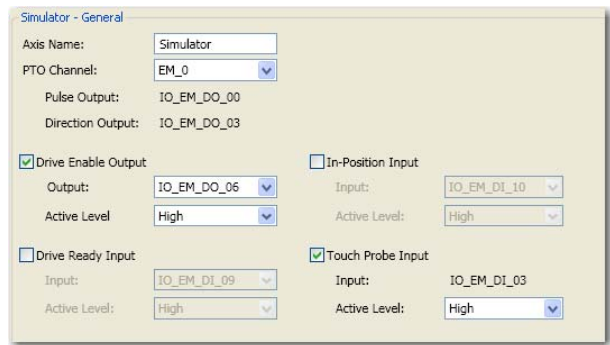 Simulator - General
Axis Name: Simulator
PTO Channel: EM_0
Pulse Output: IO_EM_DO_00
Direction Output: IO_EM_DO_03
Drive Enable Output
Output: IO_EM_DO_06
Active Level High
In-Position Input
Input: IO_EM_DI_10
Active Level: High
Drive Ready Input
Input: IO_EM_DI_09
Active Level: High
Touch Probe Input
Input: IO_EM_DI_03
Active Level: High